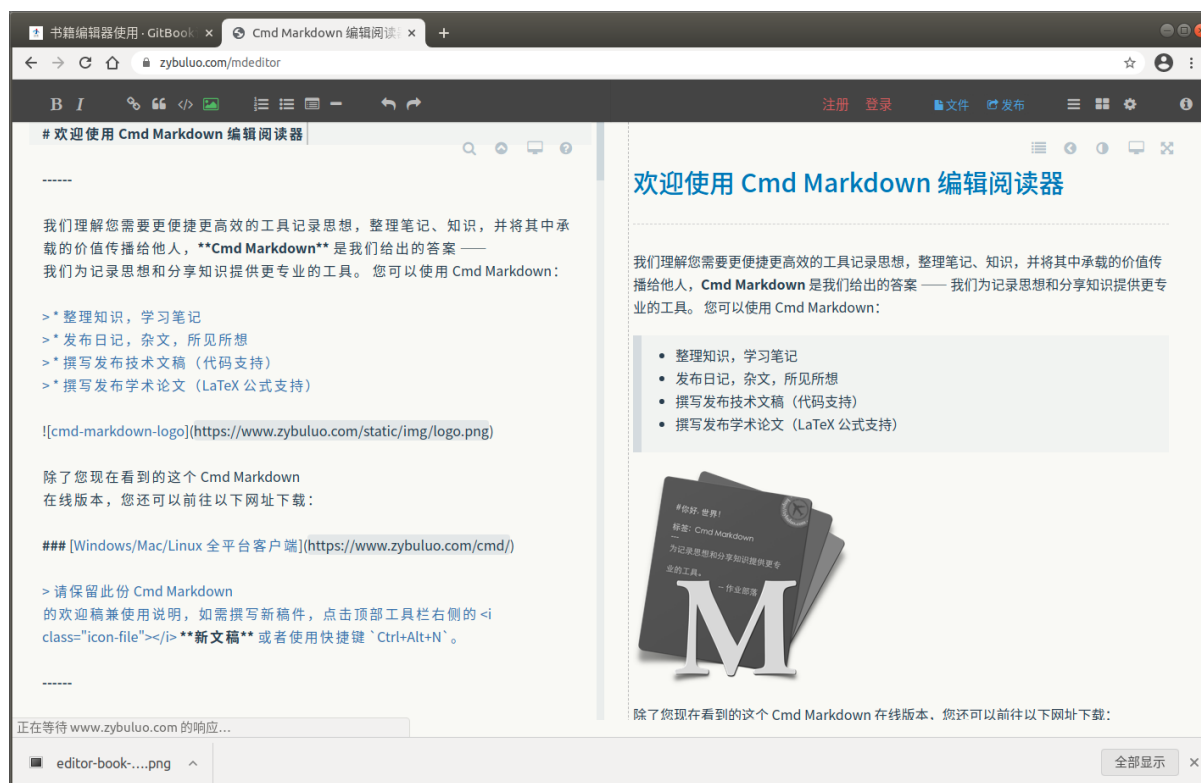 书籍编辑器使用 · GitBook
Cmd Markdown 编辑阅读
zybuluo.com/mdeditor
B I
注册 登录 文件 发布
# 欢迎使用 Cmd Markdown 编辑阅读器
------
我们理解您需要更便捷更高效的工具记录思想，整理笔记、知识，并将其中承
载的价值传播给他人，**Cmd Markdown** 是我们给出的答案 ——
我们为记录思想和分享知识提供更专业的工具。 您可以使用 Cmd Markdown：
> * 整理知识，学习笔记
> * 发布日记，杂文，所见所想
> * 撰写发布技术文稿（代码支持）
> * 撰写发布学术论文（LaTeX 公式支持）
![cmd-markdown-logo](https://www.zybuluo.com/static/img/logo.png)
除了您现在看到的这个 Cmd Markdown
在线版本，您还可以前往以下网址下载：
### [Windows/Mac/Linux 全平台客户端](https://www.zybuluo.com/cmd/)
> 请保留此份 Cmd Markdown
的欢迎稿兼使用说明，如需撰写新稿件，点击顶部工具栏右侧的 <i
class="icon-file"></i> **新文稿** 或者使用快捷键 `Ctrl+Alt+N`。
------
欢迎使用 Cmd Markdown 编辑阅读器
我们理解您需要更便捷更高效的工具记录思想，整理笔记、知识，并将其中承载的价值传
播给他人，Cmd Markdown 是我们给出的答案 —— 我们为记录思想和分享知识提供更专
业的工具。 您可以使用 Cmd Markdown：
整理知识，学习笔记
发布日记，杂文，所见所想
撰写发布技术文稿（代码支持）
撰写发布学术论文（LaTeX 公式支持）
#你好, 世界!
标签: Cmd Markdown
—
为记录思想和分享知识提供更专
业的工具。
– 作业部落
M
除了您现在看到的这个 Cmd Markdown 在线版本，您还可以前往以下网址下载：
正在等待 www.zybuluo.com 的响应…
editor-book-....png
全部显示